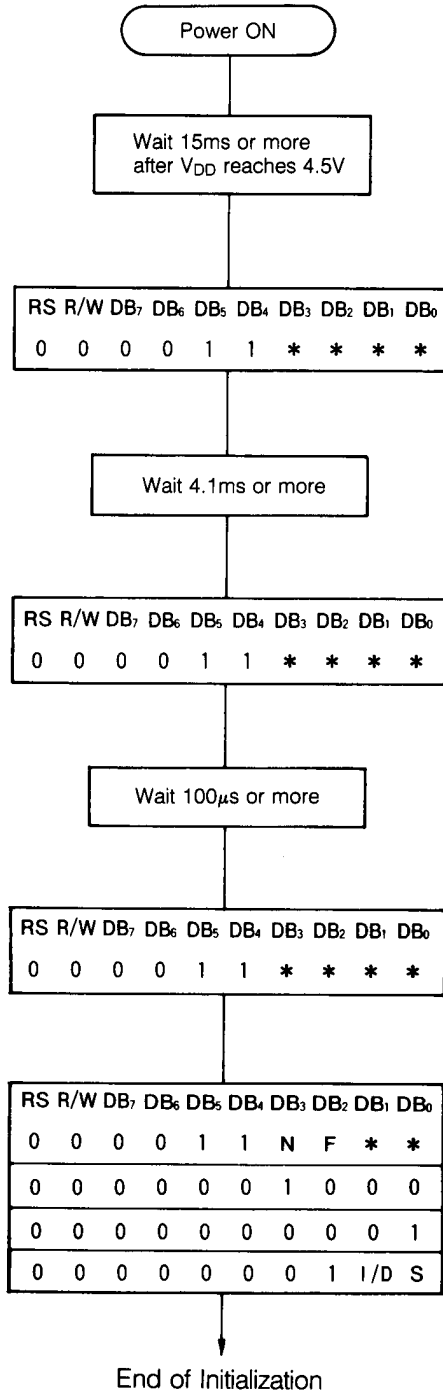 Power ON
Wait 15ms or more
after VDD reaches 4.5V
RS R/W DB7 DB6 DB5 DB4 DB3 DB2 DB1 DB0
0 0 0 0 1 1 * * * *
Wait 4.1ms or more
RS R/W DB7 DB6 DB5 DB4 DB3 DB2 DB1 DB0
0 0 0 0 1 1 * * * *
Wait 100μs or more
RS R/W DB7 DB6 DB5 DB4 DB3 DB2 DB1 DB0
0 0 0 0 1 1 * * * *
RS R/W DB7 DB6 DB5 DB4 DB3 DB2 DB1 DB0
0 0 0 0 1 1 N F * *
0 0 0 0 0 0 1 0 0 0
0 0 0 0 0 0 0 0 0 1
0 0 0 0 0 0 0 1 I/D S
End of Initialization